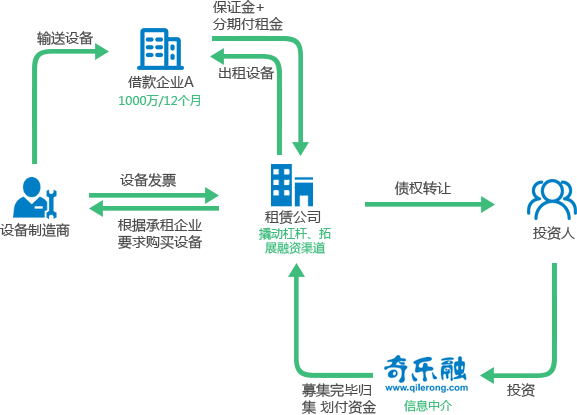 保证金+
分期付租金
输送设备
出租设备
借款企业A
1000万/12个月
设备发票
债权转让
设备制造商
根据承租企业
要求购买设备
租赁公司
撬动杠杆、拓
展融资渠道
投资人
奇乐融
www.qilerong.com
募集完毕归
集 划付资金
信息中介
投资